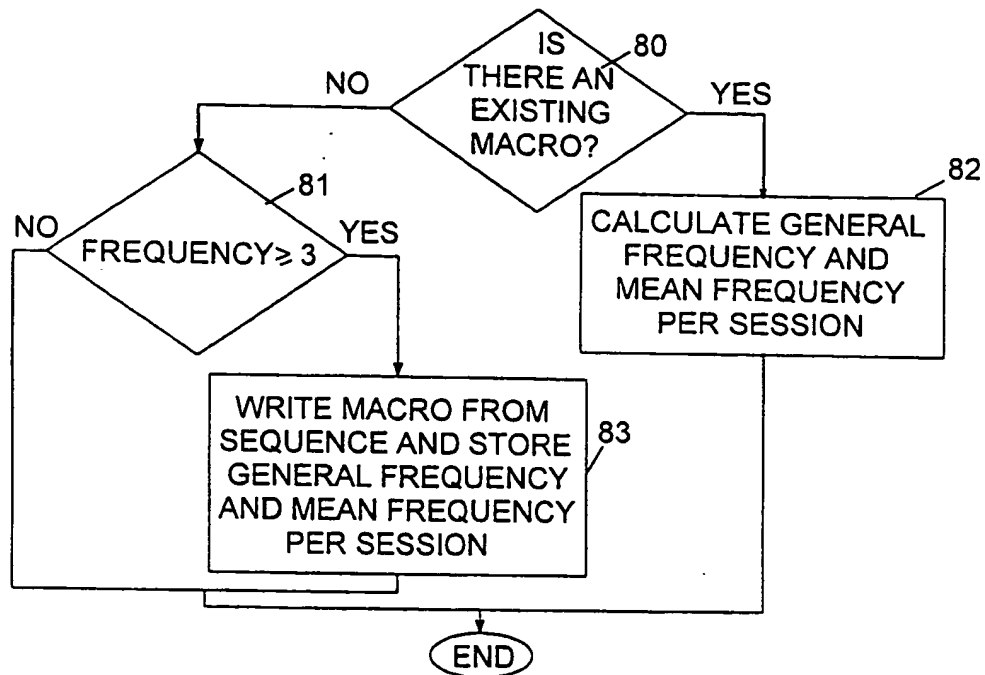 IS
THERE AN
EXISTING
MACRO?
80
NO
YES
81
FREQUENCY ⩾ 3
NO
YES
82
CALCULATE GENERAL
FREQUENCY AND
MEAN FREQUENCY
PER SESSION
WRITE MACRO FROM
SEQUENCE AND STORE
GENERAL FREQUENCY
AND MEAN FREQUENCY
PER SESSION
83
END